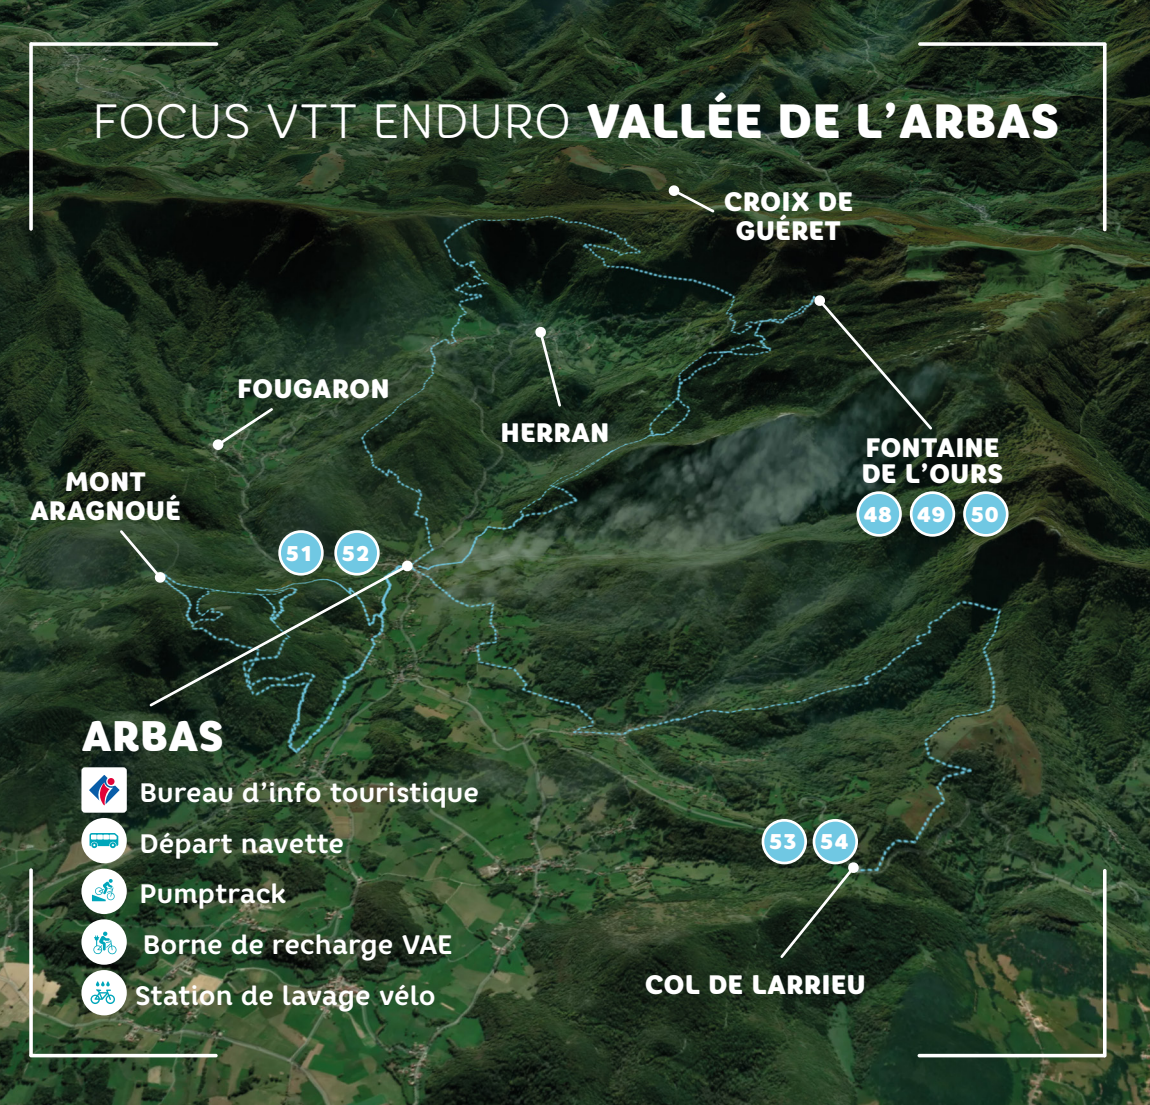 FOCUS VTT ENDURO VALLÉE DE L’ARBAS
CROIX DE
GUÉRET
FOUGARON
HERRAN
FONTAINE
DE L’OURS
48 49 50
MONT
ARAGNOUÉ
51 52
ARBAS
Bureau d’info touristique
Départ navette
Pumptrack
Borne de recharge VAE
Station de lavage vélo
53 54
COL DE LARRIEU